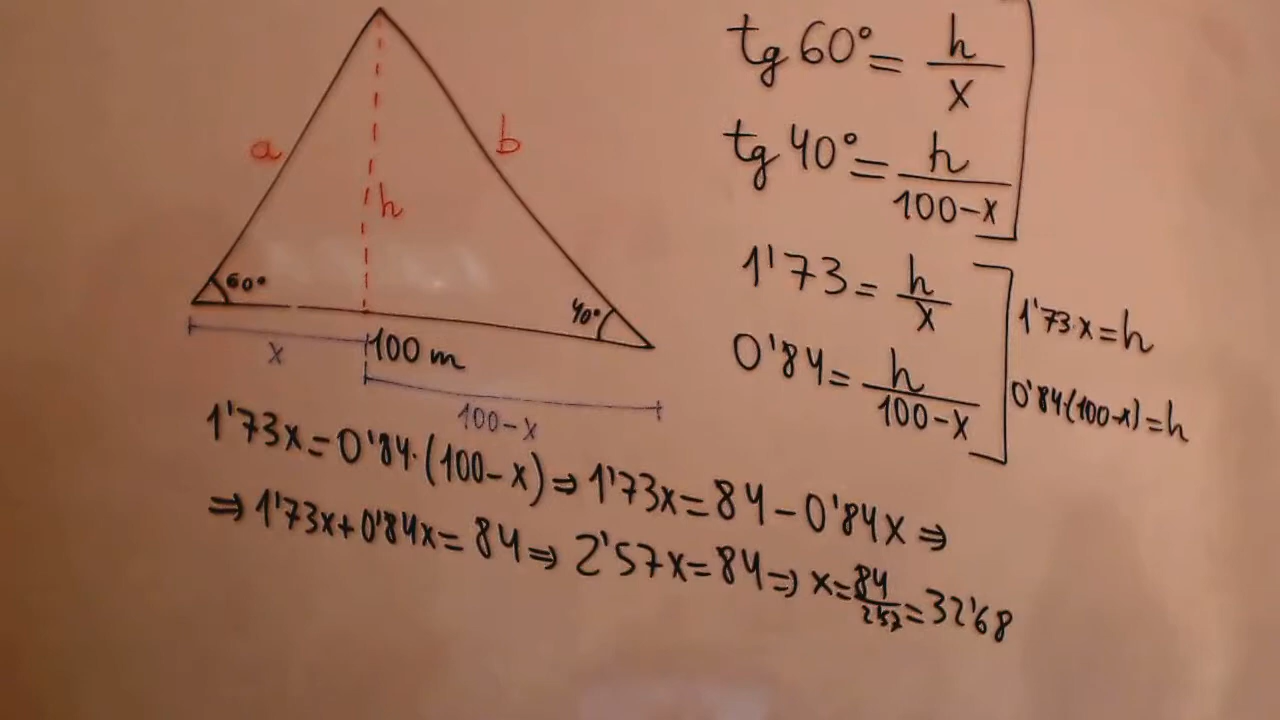 a
b
h
60°
40°
x
100 m
100-x
tg 60° = h/x
tg 40° = h/(100-x)
1'73 = h/x
0'84 = h/(100-x)
1'73·x = h
0'84·(100-x) = h
1'73x = 0'84·(100-x) ⇒ 1'73x = 84 - 0'84x ⇒
⇒ 1'73x + 0'84x = 84 ⇒ 2'57x = 84 ⇒ x = 84/2'57 = 32'68